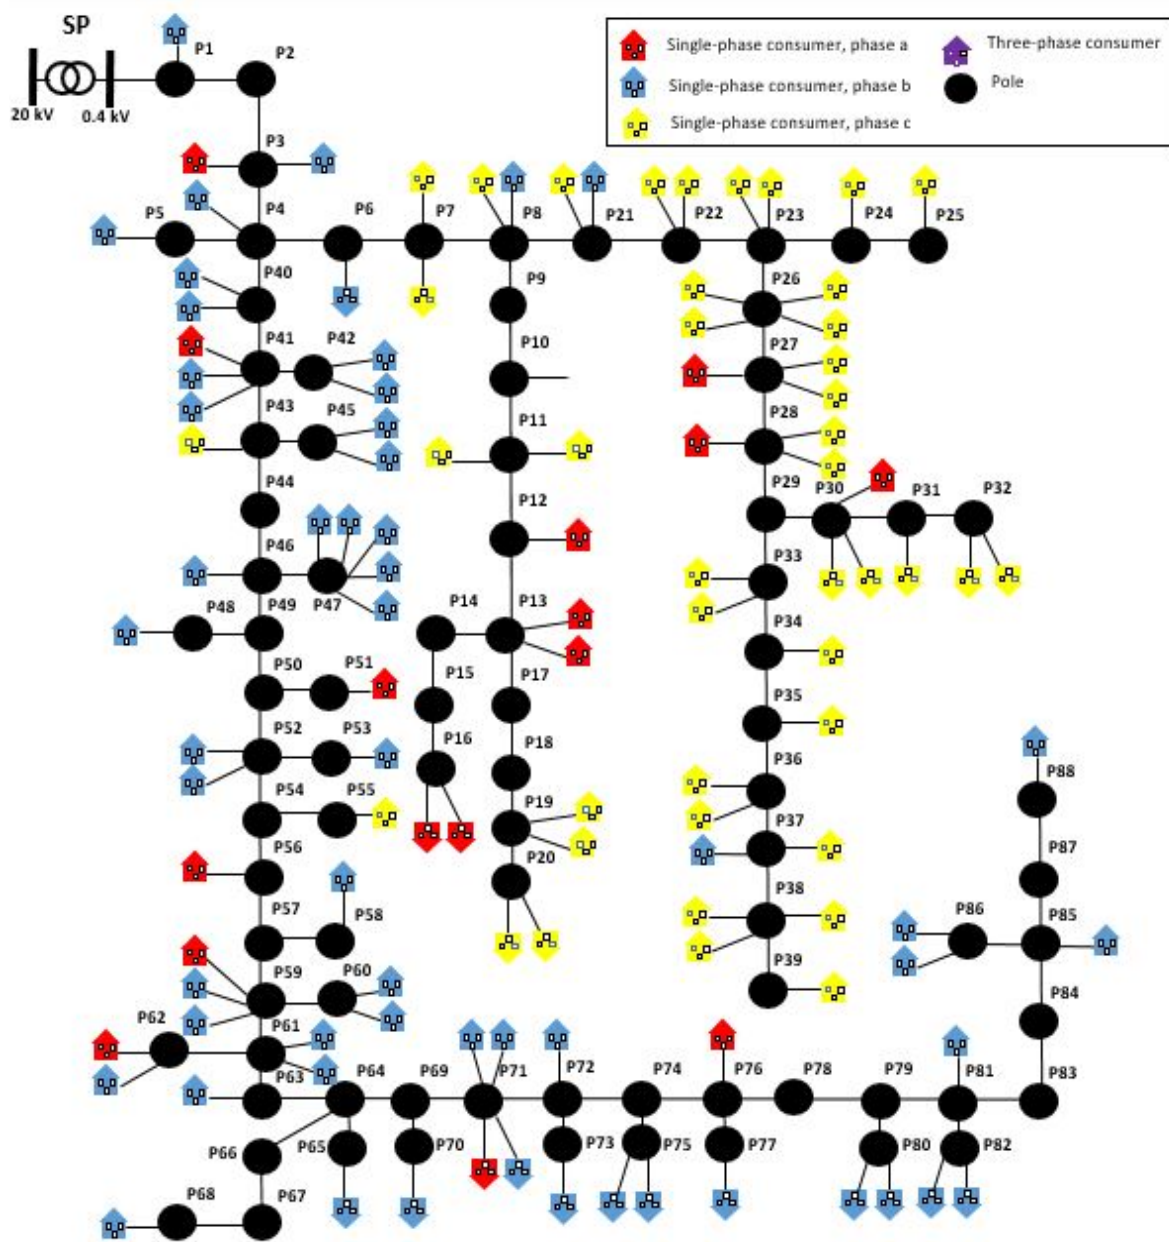 SP
P1
P2
20 kV
0.4 kV
Single-phase consumer, phase a
Three-phase consumer
Single-phase consumer, phase b
Pole
Single-phase consumer, phase c
P3
P4
P5
P6
P7
P8
P21
P22
P23
P24
P25
P40
P9
P26
P41
P42
P10
P27
P43
P45
P11
P28
P44
P12
P29
P30
P31
P32
P46
P47
P33
P48
P49
P14
P13
P34
P50
P51
P15
P17
P35
P52
P53
P16
P18
P36
P88
P54
P55
P19
P37
P56
P20
P87
P57
P58
P38
P86
P85
P59
P60
P39
P84
P62
P61
P63
P64
P69
P71
P72
P74
P76
P78
P79
P81
P83
P66
P65
P70
P73
P75
P77
P80
P82
P68
P67